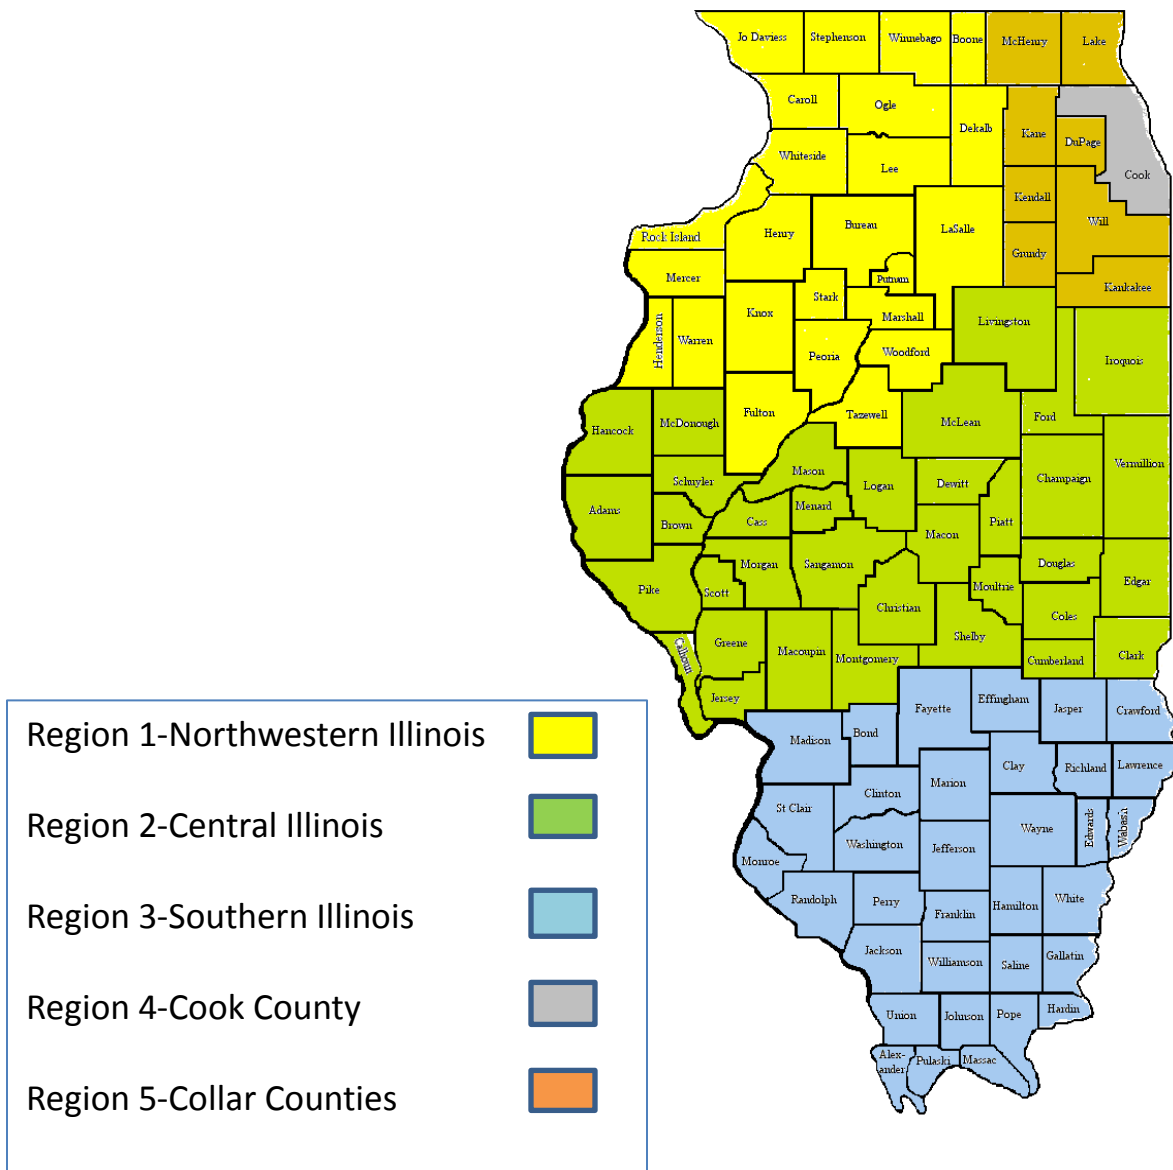 Jo Daviess
Stephenson
Winnebago
Boone
McHenry
Lake
Caroll
Ogle
Dekalb
Kane
DuPage
Cook
Whiteside
Lee
Kendall
Will
Rock Island
Henry
Bureau
LaSalle
Grundy
Kankakee
Mercer
Putnam
Stark
Knox
Marshall
Livingston
Henderson
Warren
Peoria
Woodford
Iroquois
Fulton
Tazewell
McLean
Ford
Hancock
McDonough
Mason
Logan
Dewitt
Champaign
Vermillion
Schuyler
Adams
Brown
Cass
Menard
Macon
Piatt
Pike
Scott
Morgan
Sangamon
Christian
Moultrie
Douglas
Edgar
Coles
Calhoun
Greene
Macoupin
Montgomery
Shelby
Cumberland
Clark
Jersey
Region 1-Northwestern Illinois
Region 2-Central Illinois
Region 3-Southern Illinois
Region 4-Cook County
Region 5-Collar Counties
Fayette
Effingham
Jasper
Crawford
Madison
Bond
Clay
Richland
Lawrence
Marion
St Clair
Clinton
Wayne
Edwards
Wabash
Washington
Jefferson
Monroe
Randolph
Perry
Franklin
Hamilton
White
Jackson
Williamson
Saline
Gallatin
Union
Johnson
Pope
Hardin
Alex-
ander
Pulaski
Massac